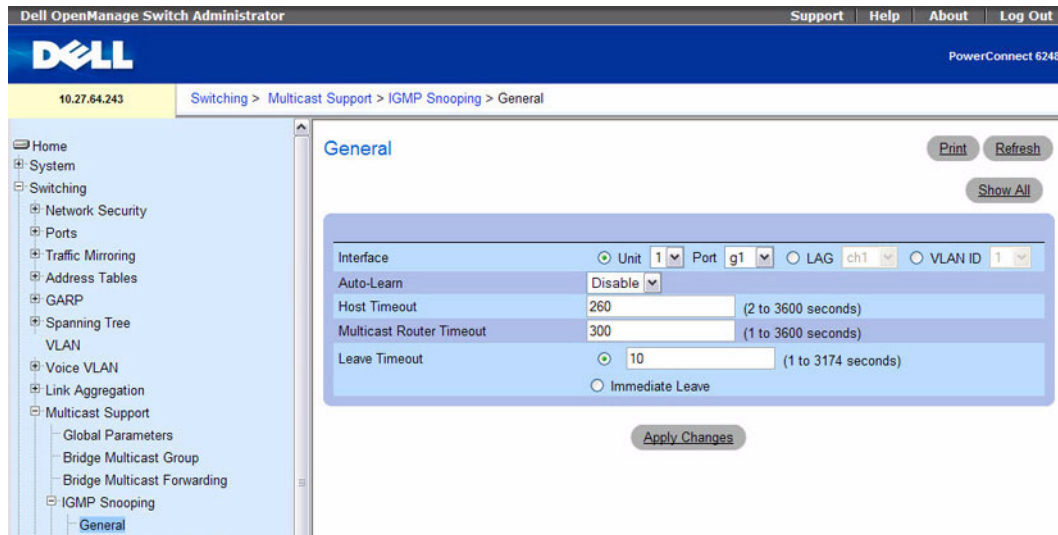 Dell OpenManage Switch Administrator
Support Help About Log Out
DELL
PowerConnect 6248
10.27.64.243
Switching > Multicast Support > IGMP Snooping > General
Home
System
Switching
Network Security
Ports
Traffic Mirroring
Address Tables
GARP
Spanning Tree
VLAN
Voice VLAN
Link Aggregation
Multicast Support
Global Parameters
Bridge Multicast Group
Bridge Multicast Forwarding
IGMP Snooping
General
General
Print Refresh
Show All
Interface Unit 1 Port g1 LAG ch1 VLAN ID 1
Auto-Learn Disable
Host Timeout 260 (2 to 3600 seconds)
Multicast Router Timeout 300 (1 to 3600 seconds)
Leave Timeout 10 (1 to 3174 seconds)
Immediate Leave
Apply Changes